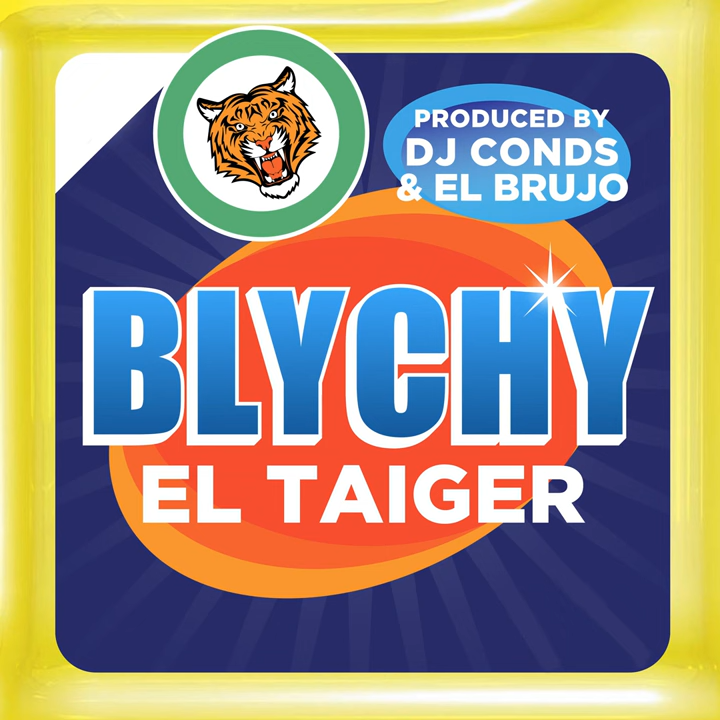 PRODUCED BY
DJ CONDS
& EL BRUJO
BLYCHY
EL TAIGER